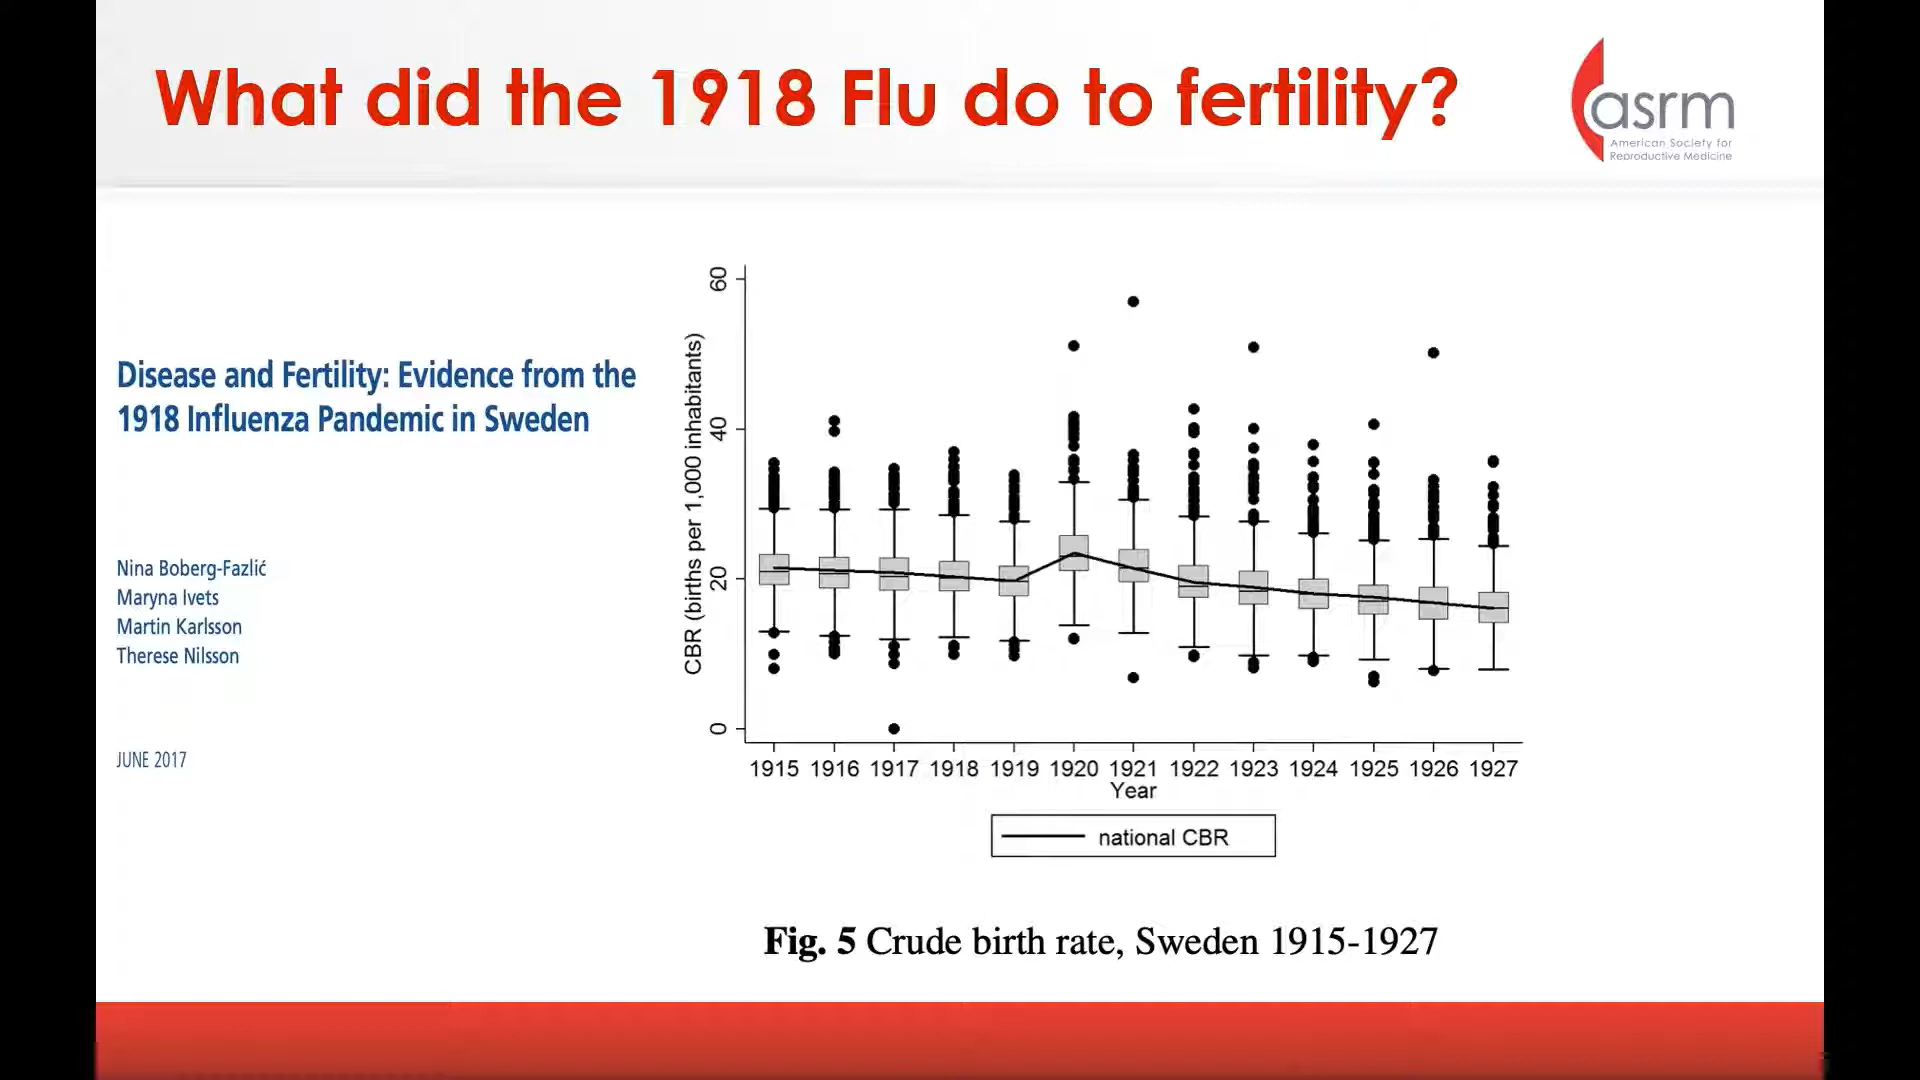 What did the 1918 Flu do to fertility?
asrm
American Society for
Reproductive Medicine
Disease and Fertility: Evidence from the
1918 Influenza Pandemic in Sweden
Nina Boberg-Fazlić
Maryna Ivets
Martin Karlsson
Therese Nilsson
JUNE 2017
CBR (births per 1,000 inhabitants)
60
40
20
0
1915 1916 1917 1918 1919 1920 1921 1922 1923 1924 1925 1926 1927
Year
national CBR
Fig. 5 Crude birth rate, Sweden 1915-1927